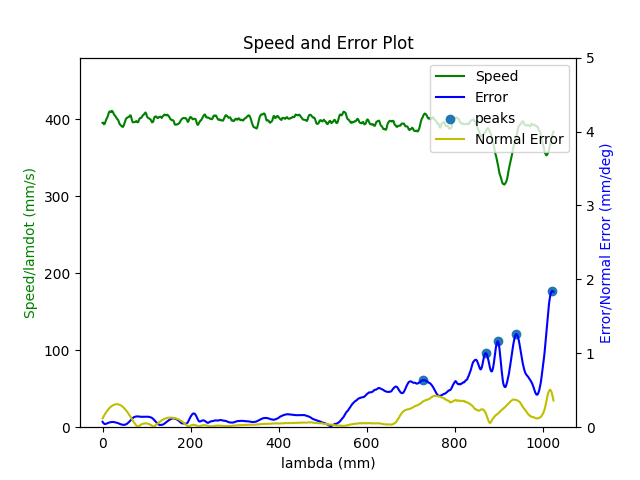 Speed and Error Plot
Speed
Error
peaks
Normal Error
Speed/lamdot (mm/s)
400
300
200
100
0
5
4
3
2
1
0
Error/Normal Error (mm/deg)
0 200 400 600 800 1000
lambda (mm)